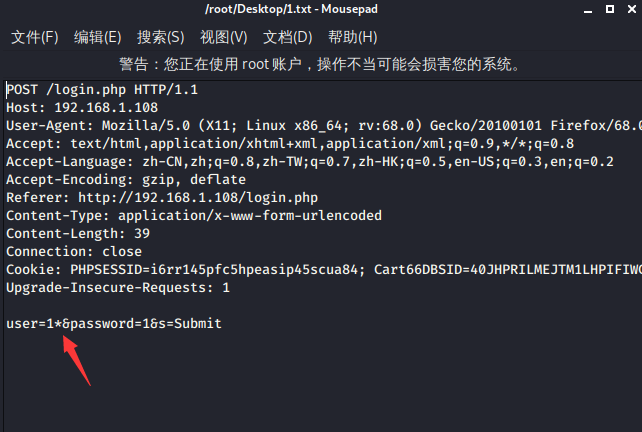 /root/Desktop/1.txt - Mousepad
文件(F) 编辑(E) 搜索(S) 视图(V) 文档(D) 帮助(H)
警告：您正在使用 root 账户，操作不当可能会损害您的系统。
POST /login.php HTTP/1.1
Host: 192.168.1.108
User-Agent: Mozilla/5.0 (X11; Linux x86_64; rv:68.0) Gecko/20100101 Firefox/68.0
Accept: text/html,application/xhtml+xml,application/xml;q=0.9,*/*;q=0.8
Accept-Language: zh-CN,zh;q=0.8,zh-TW;q=0.7,zh-HK;q=0.5,en-US;q=0.3,en;q=0.2
Accept-Encoding: gzip, deflate
Referer: http://192.168.1.108/login.php
Content-Type: application/x-www-form-urlencoded
Content-Length: 39
Connection: close
Cookie: PHPSESSID=i6rr145pfc5hpeasip45scua84; Cart66DBSID=40JHPRILMEJTM1LHPIFIWO
Upgrade-Insecure-Requests: 1
user=1*&password=1&s=Submit